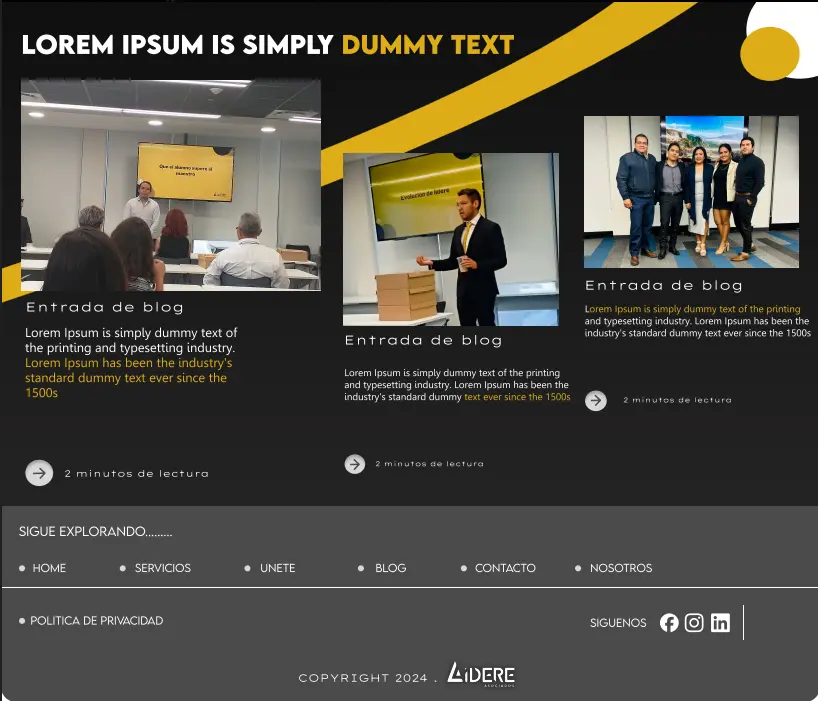 LOREM IPSUM IS SIMPLY DUMMY TEXT
Que el alumno supere al
maestro
Entrada de blog
Lorem Ipsum is simply dummy text of
the printing and typesetting industry.
Lorem Ipsum has been the industry's
standard dummy text ever since the
1500s
2 minutos de lectura
Evolución de lidere
Entrada de blog
Lorem Ipsum is simply dummy text of the printing
and typesetting industry. Lorem Ipsum has been the
industry's standard dummy text ever since the 1500s
2 minutos de lectura
Entrada de blog
Lorem Ipsum is simply dummy text of the printing
and typesetting industry. Lorem Ipsum has been the
industry's standard dummy text ever since the 1500s
2 minutos de lectura
SIGUE EXPLORANDO.........
HOME SERVICIOS UNETE BLOG CONTACTO NOSOTROS
POLITICA DE PRIVACIDAD
SIGUENOS
COPYRIGHT 2024 . LIDERE
ASOCIADOS